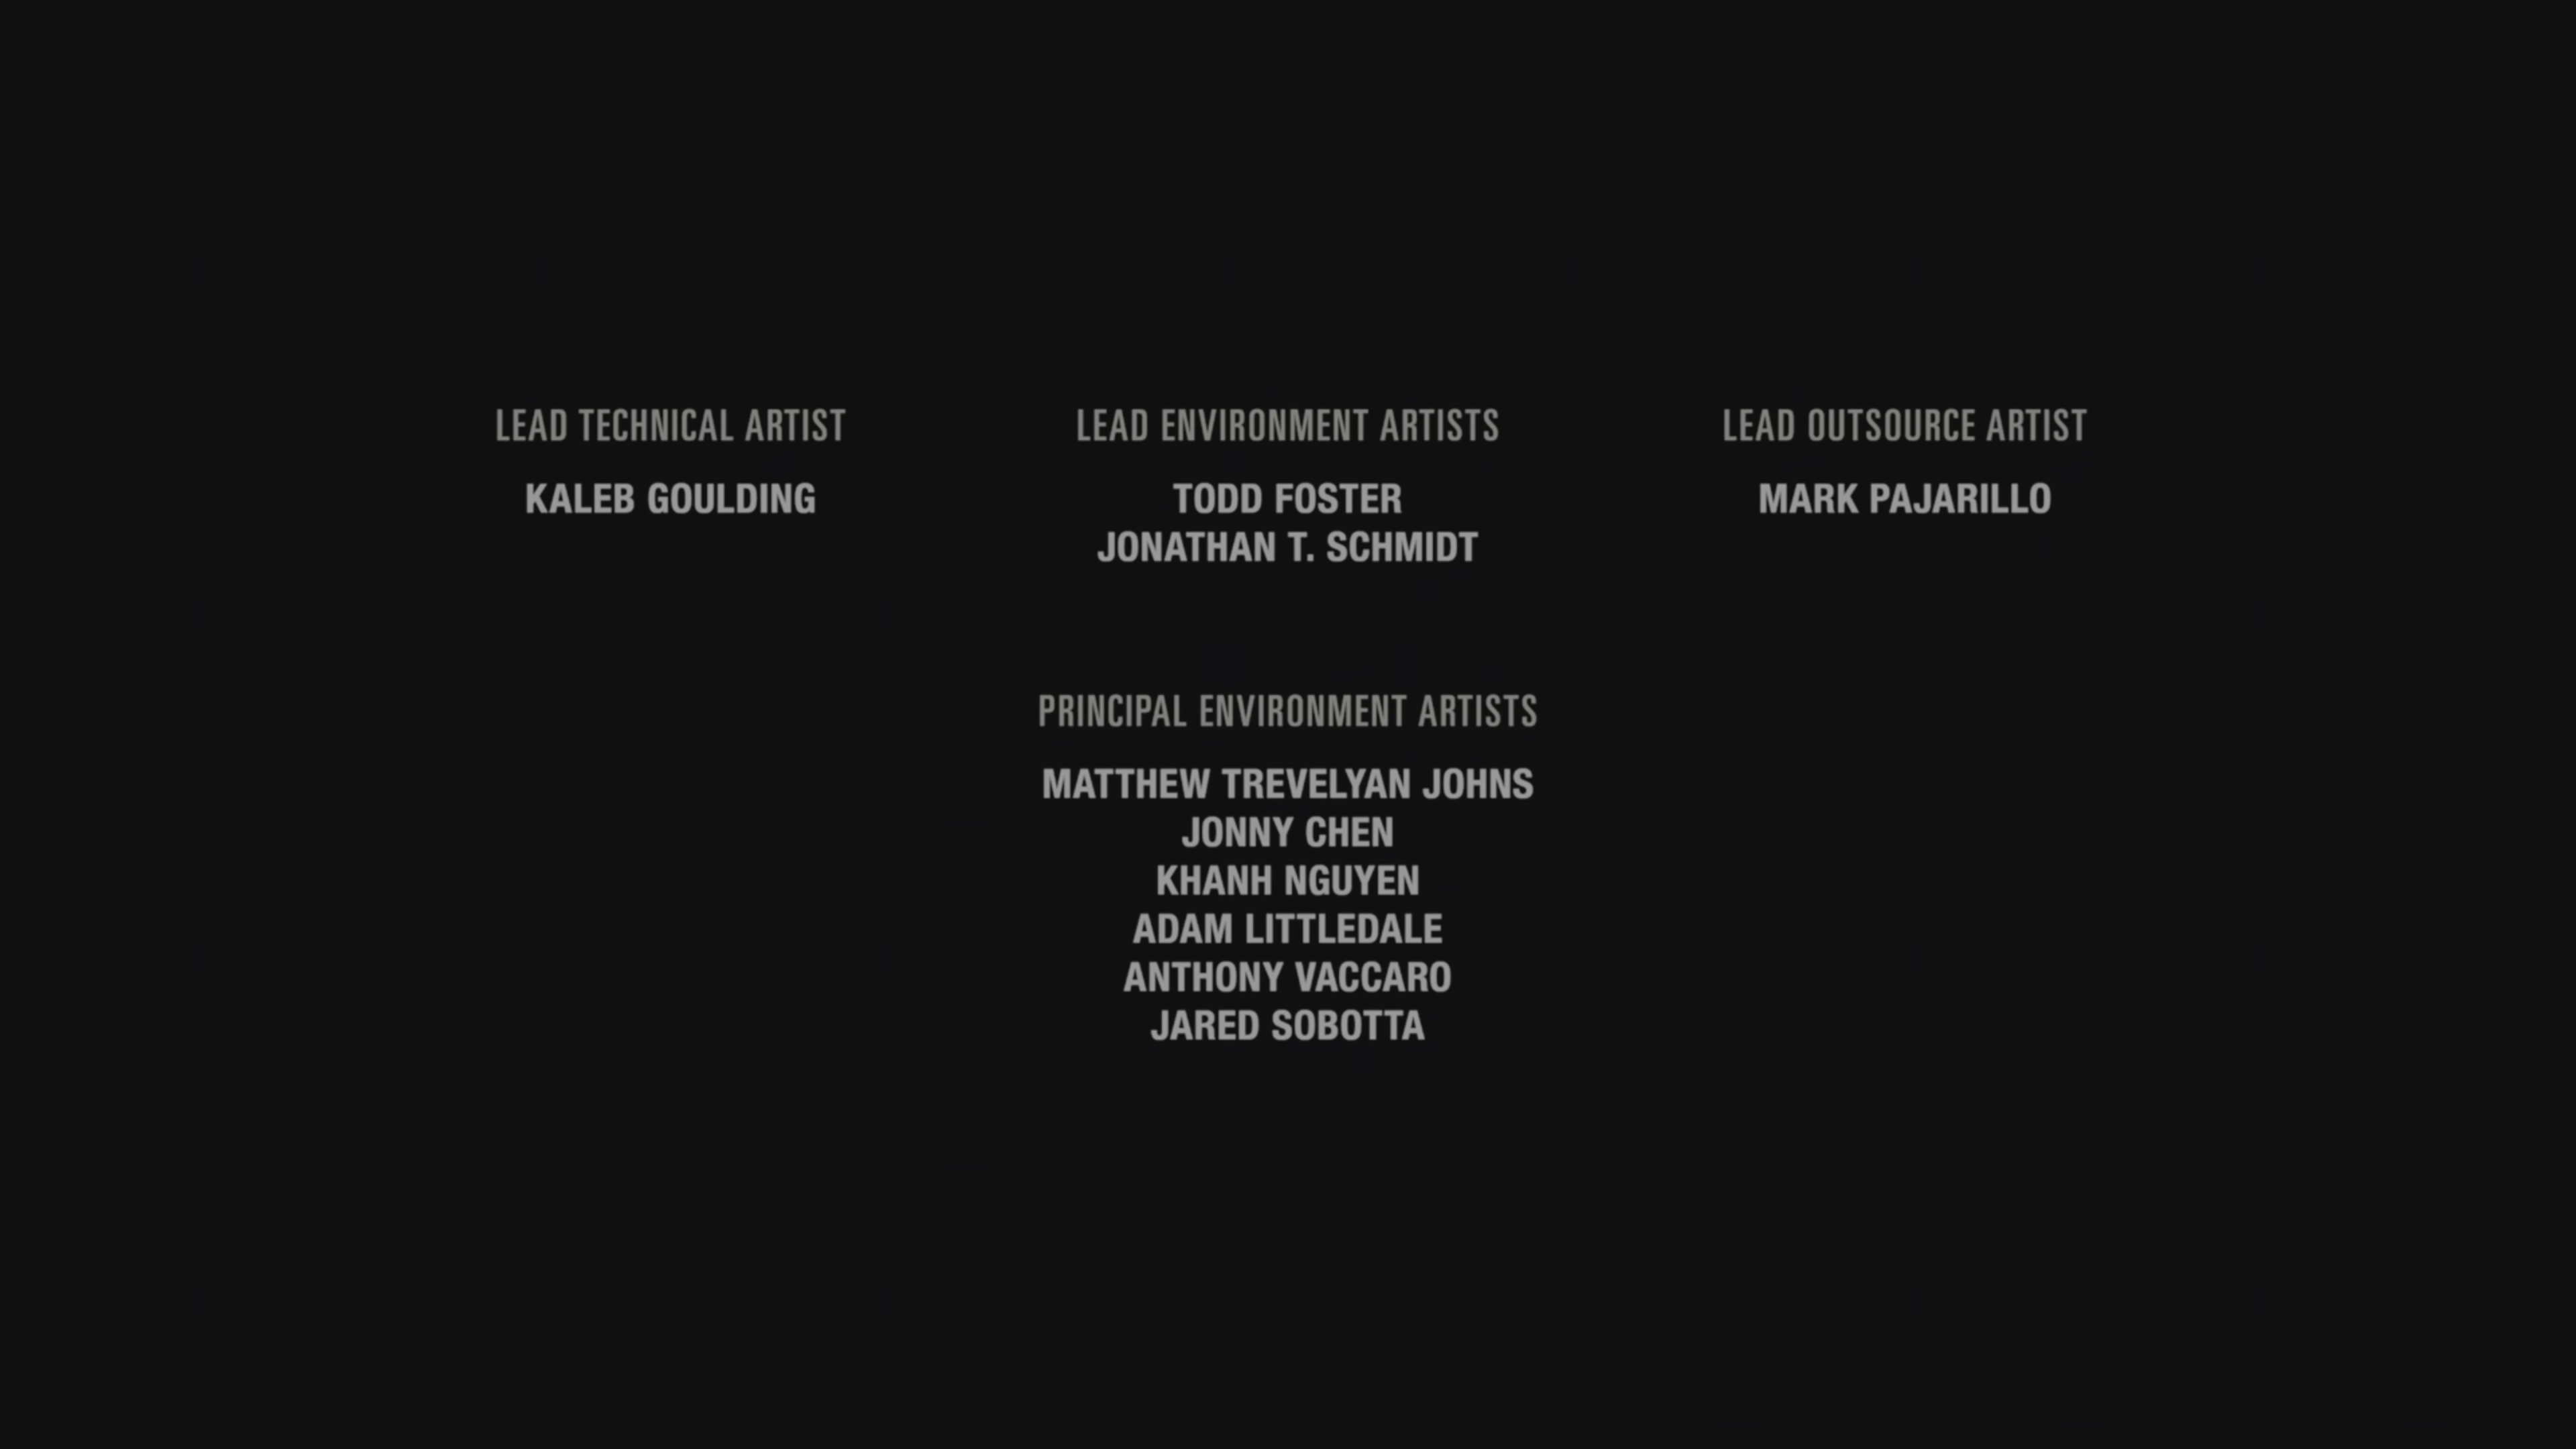 LEAD TECHNICAL ARTIST
KALEB GOULDING
LEAD ENVIRONMENT ARTISTS
TODD FOSTER
JONATHAN T. SCHMIDT
LEAD OUTSOURCE ARTIST
MARK PAJARILLO
PRINCIPAL ENVIRONMENT ARTISTS
MATTHEW TREVELYAN JOHNS
JONNY CHEN
KHANH NGUYEN
ADAM LITTLEDALE
ANTHONY VACCARO
JARED SOBOTTA